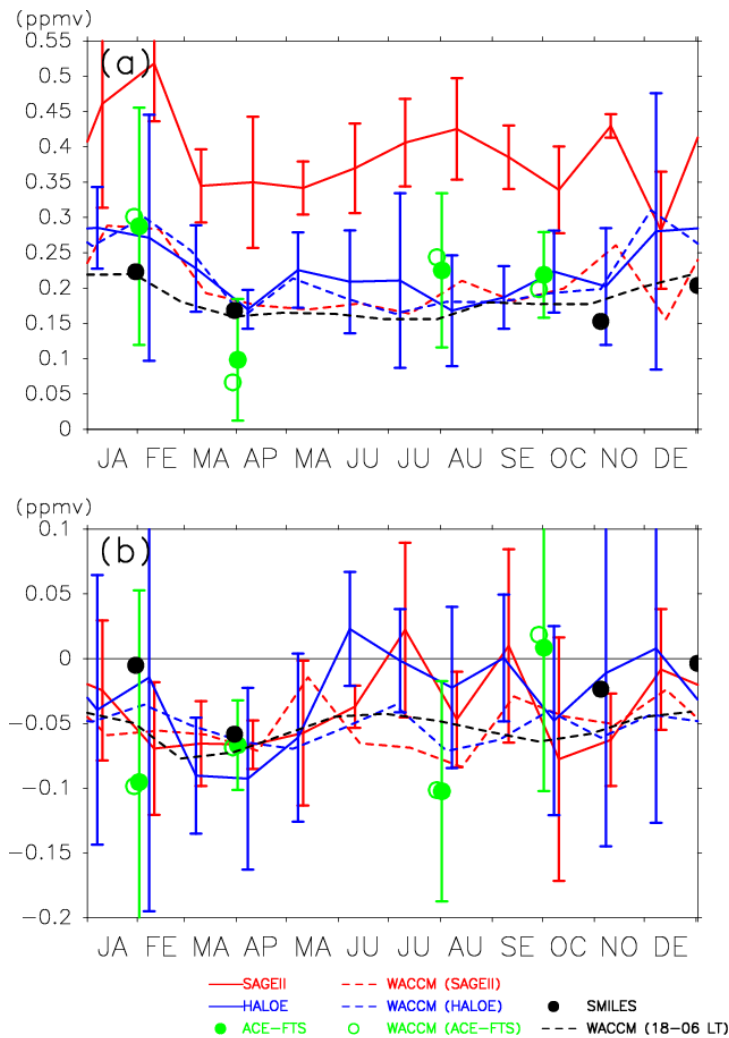 (ppmv)
0.55
(a)
0.5
0.45
0.4
0.35
0.3
0.25
0.2
0.15
0.1
0.05
0
JA FE MA AP MA JU JU AU SE OC NO DE
(ppmv)
0.1
(b)
0.05
0
−0.05
−0.1
−0.15
−0.2
JA FE MA AP MA JU JU AU SE OC NO DE
SAGEII WACCM (SAGEII)
HALOE WACCM (HALOE) SMILES
ACE−FTS WACCM (ACE−FTS) WACCM (18−06 LT)